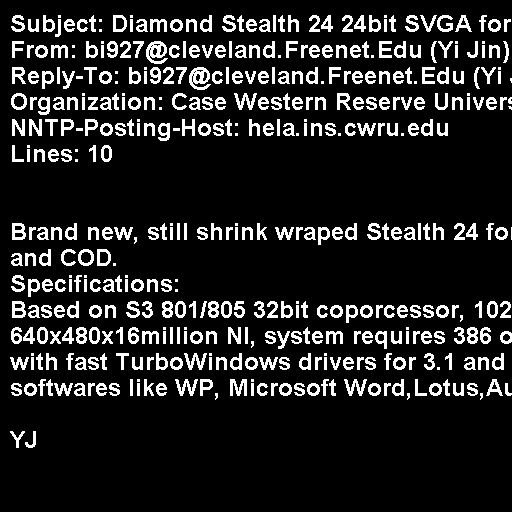 Subject: Diamond Stealth 24 24bit SVGA for
From: bi927@cleveland.Freenet.Edu (Yi Jin)
Reply-To: bi927@cleveland.Freenet.Edu (Yi
Organization: Case Western Reserve Univers
NNTP-Posting-Host: hela.ins.cwru.edu
Lines: 10
Brand new, still shrink wraped Stealth 24 for
and COD.
Specifications:
Based on S3 801/805 32bit coporcessor, 102
640x480x16million NI, system requires 386 o
with fast TurboWindows drivers for 3.1 and
softwares like WP, Microsoft Word,Lotus,Au
YJ